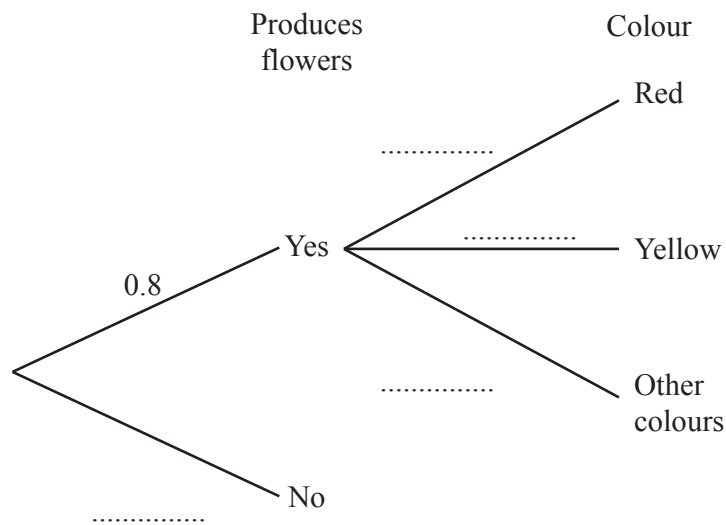 Produces
flowers
Colour
Red
..................
Yes
..................
Yellow
0.8
..................
Other
colours
No
..................